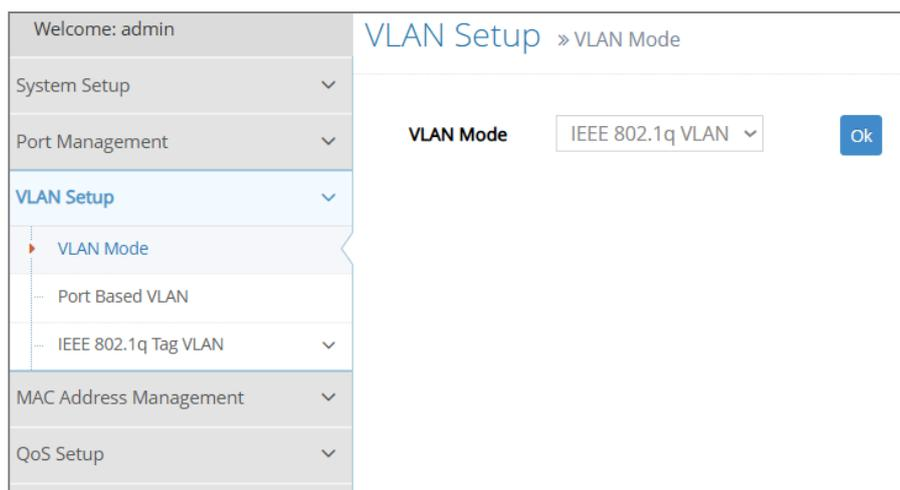 Welcome: admin
System Setup
Port Management
VLAN Setup
VLAN Mode
Port Based VLAN
IEEE 802.1q Tag VLAN
MAC Address Management
QoS Setup
VLAN Setup » VLAN Mode
VLAN Mode IEEE 802.1q VLAN Ok